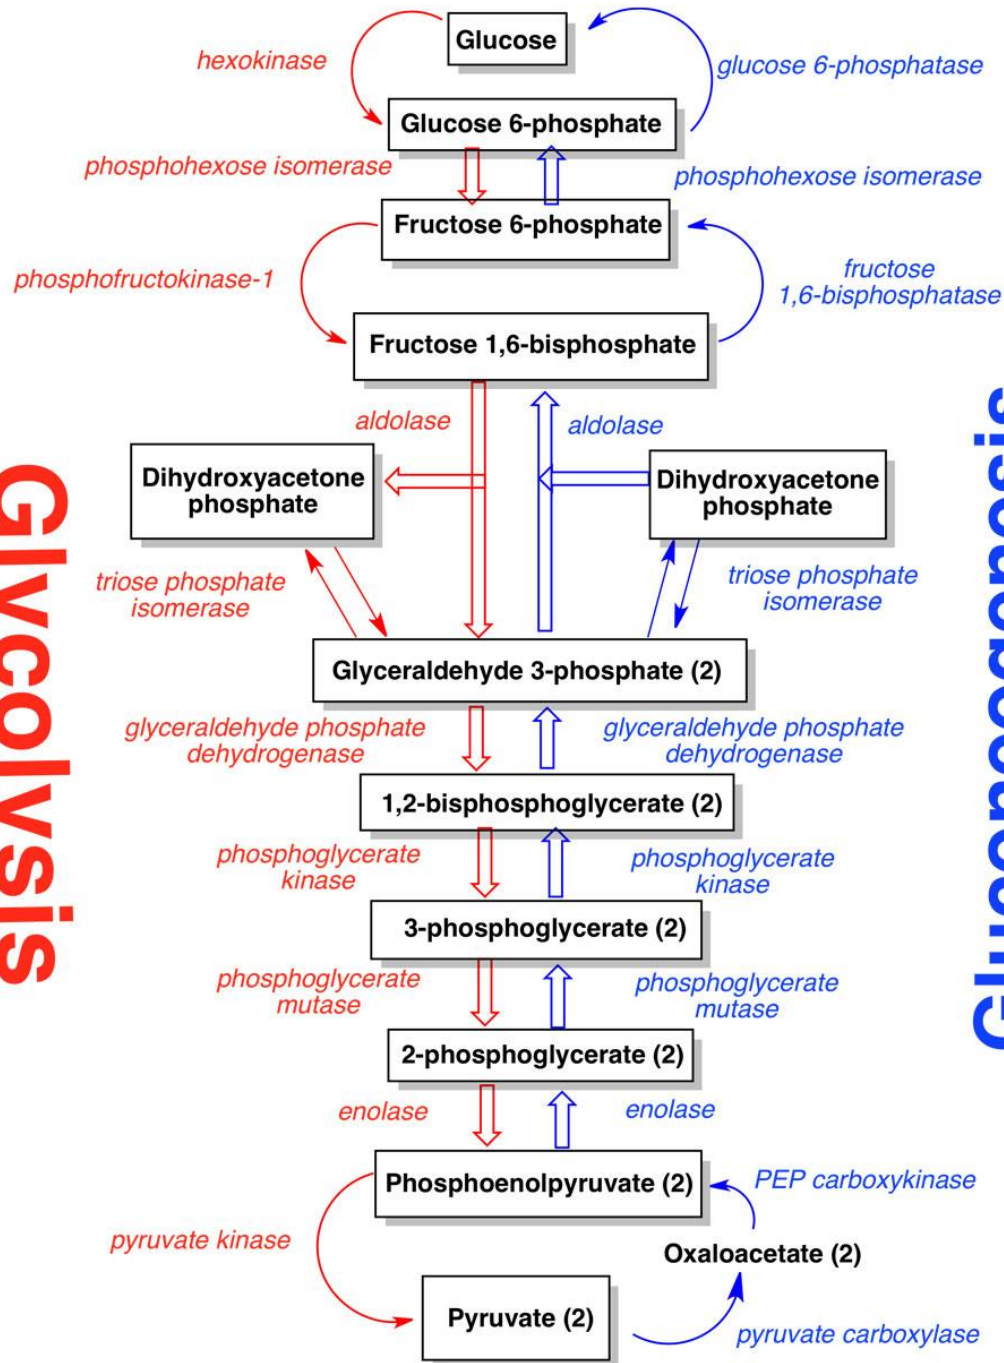 Glucose
hexokinase
glucose 6-phosphatase
Glucose 6-phosphate
phosphohexose isomerase
phosphohexose isomerase
Fructose 6-phosphate
phosphofructokinase-1
fructose
1,6-bisphosphatase
Fructose 1,6-bisphosphate
aldolase
aldolase
Dihydroxyacetone
phosphate
Dihydroxyacetone
phosphate
triose phosphate
isomerase
triose phosphate
isomerase
Glyceraldehyde 3-phosphate (2)
glyceraldehyde phosphate
dehydrogenase
glyceraldehyde phosphate
dehydrogenase
1,2-bisphosphoglycerate (2)
phosphoglycerate
kinase
phosphoglycerate
kinase
3-phosphoglycerate (2)
phosphoglycerate
mutase
phosphoglycerate
mutase
2-phosphoglycerate (2)
enolase
enolase
Phosphoenolpyruvate (2)
PEP carboxykinase
pyruvate kinase
Oxaloacetate (2)
Pyruvate (2)
pyruvate carboxylase
Glycolysis
Gluconeogenesis